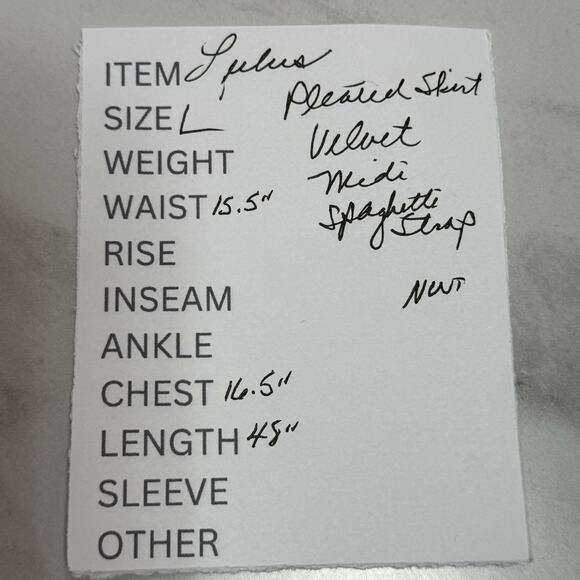 ITEM Lulus
SIZE L
Pleated Skirt
WEIGHT
Velvet
Midi
WAIST 15.5"
Spaghetti
Strap
RISE
INSEAM
NWT
ANKLE
CHEST 16.5"
LENGTH 48"
SLEEVE
OTHER